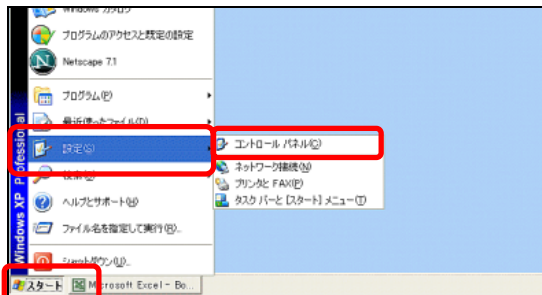 Windows カタログ
プログラムのアクセスと既定の設定
Netscape 7.1
プログラム(P)
最近使ったファイル(D)
設定(S)
コントロール パネル(C)
ネットワーク接続(N)
プリンタと FAX(P)
タスク バーと [スタート] メニュー(T)
検索(C)
ヘルプとサポート(H)
ファイル名を指定して実行(R)...
シャットダウン(U)...
Windows XP Professional
スタート
Microsoft Excel - Bo...